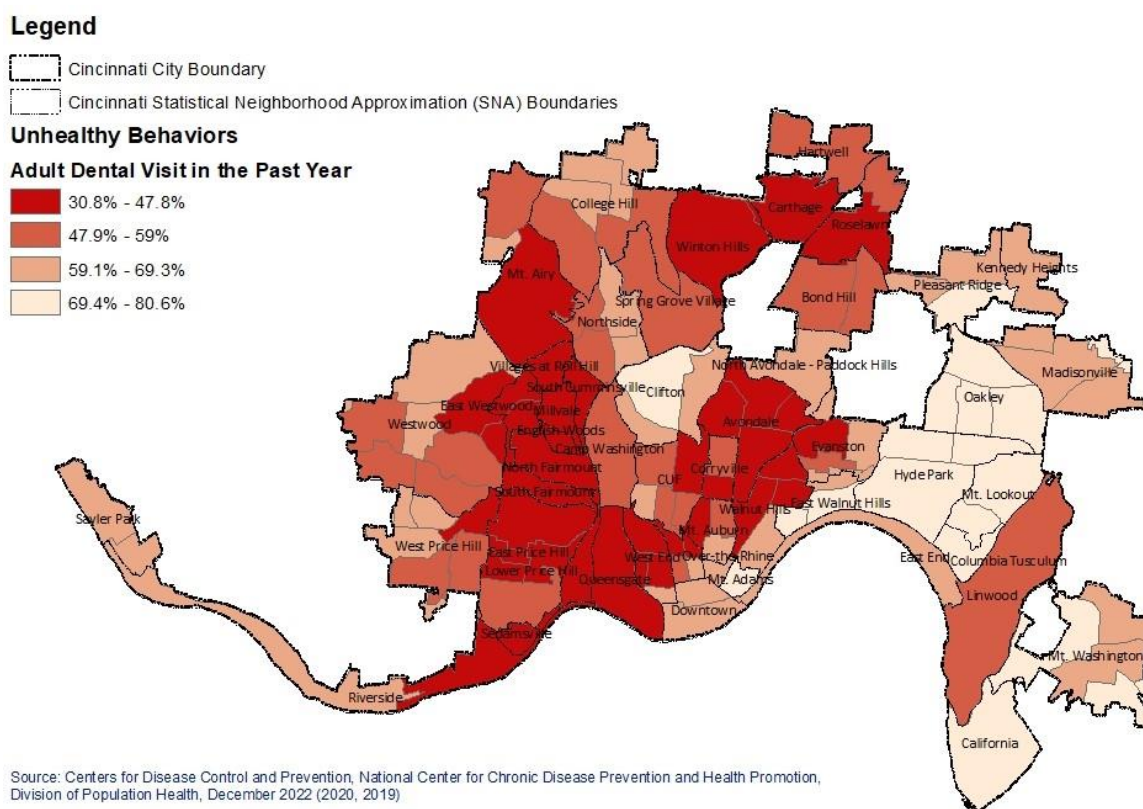 Legend
Cincinnati City Boundary
Cincinnati Statistical Neighborhood Approximation (SNA) Boundaries
Unhealthy Behaviors
Adult Dental Visit in the Past Year
30.8% - 47.8%
47.9% - 59%
59.1% - 69.3%
69.4% - 80.6%
Hartwell
College Hill
Carthage
Roselawn
Winton Hills
Mt. Airy
Kennedy Heights
Pleasant Ridge
Spring Grove Village
Bond Hill
Northside
Villages at Roll Hill
North Avondale - Paddock Hills
Madisonville
South Cumminsville
Clifton
Oakley
East Westwood
Millvale
Westwood
Avondale
English Woods
Camp Washington
Evanston
North Fairmount
Corryville
Hyde Park
CUF
South Fairmount
Mt. Lookout
East Walnut Hills
Walnut Hills
Sayler Park
Mt. Auburn
West Price Hill
East Price Hill
West End
Over-the-Rhine
East End
Columbia Tusculum
Lower Price Hill
Queensgate
Mt. Adams
Linwood
Downtown
Sedamsville
Mt. Washington
Riverside
California
Source: Centers for Disease Control and Prevention, National Center for Chronic Disease Prevention and Health Promotion,
Division of Population Health, December 2022 (2020, 2019)